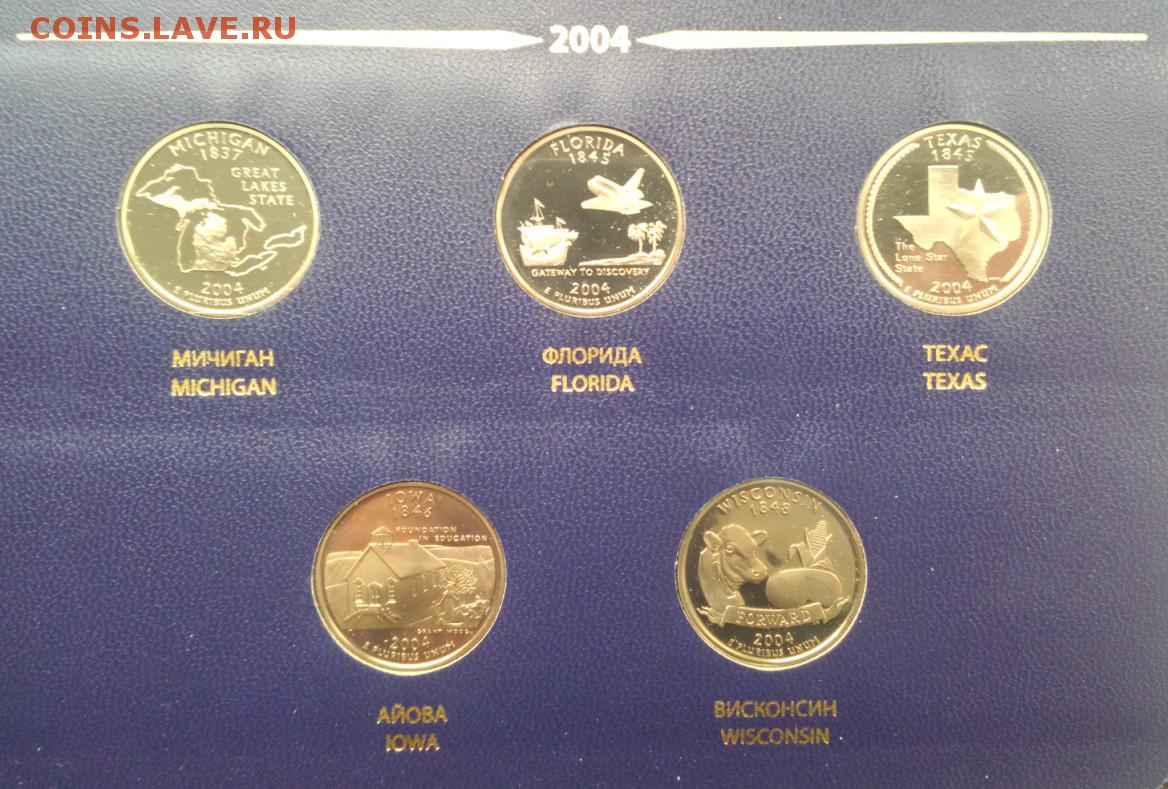 COINS.LAVE.RU
2004
MICHIGAN
1837
GREAT
LAKES
STATE
2004
E PLURIBUS UNUM
FLORIDA
1845
GATEWAY TO DISCOVERY
2004
E PLURIBUS UNUM
TEXAS
1845
The
Lone Star
State
2004
E PLURIBUS UNUM
МИЧИГАН
MICHIGAN
ФЛОРИДА
FLORIDA
ТЕХАС
TEXAS
IOWA
1846
FOUNDATION
IN EDUCATION
GRANT WOOD
2004
E PLURIBUS UNUM
WISCONSIN
1848
FORWARD
2004
E PLURIBUS UNUM
АЙОВА
IOWA
ВИСКОНСИН
WISCONSIN